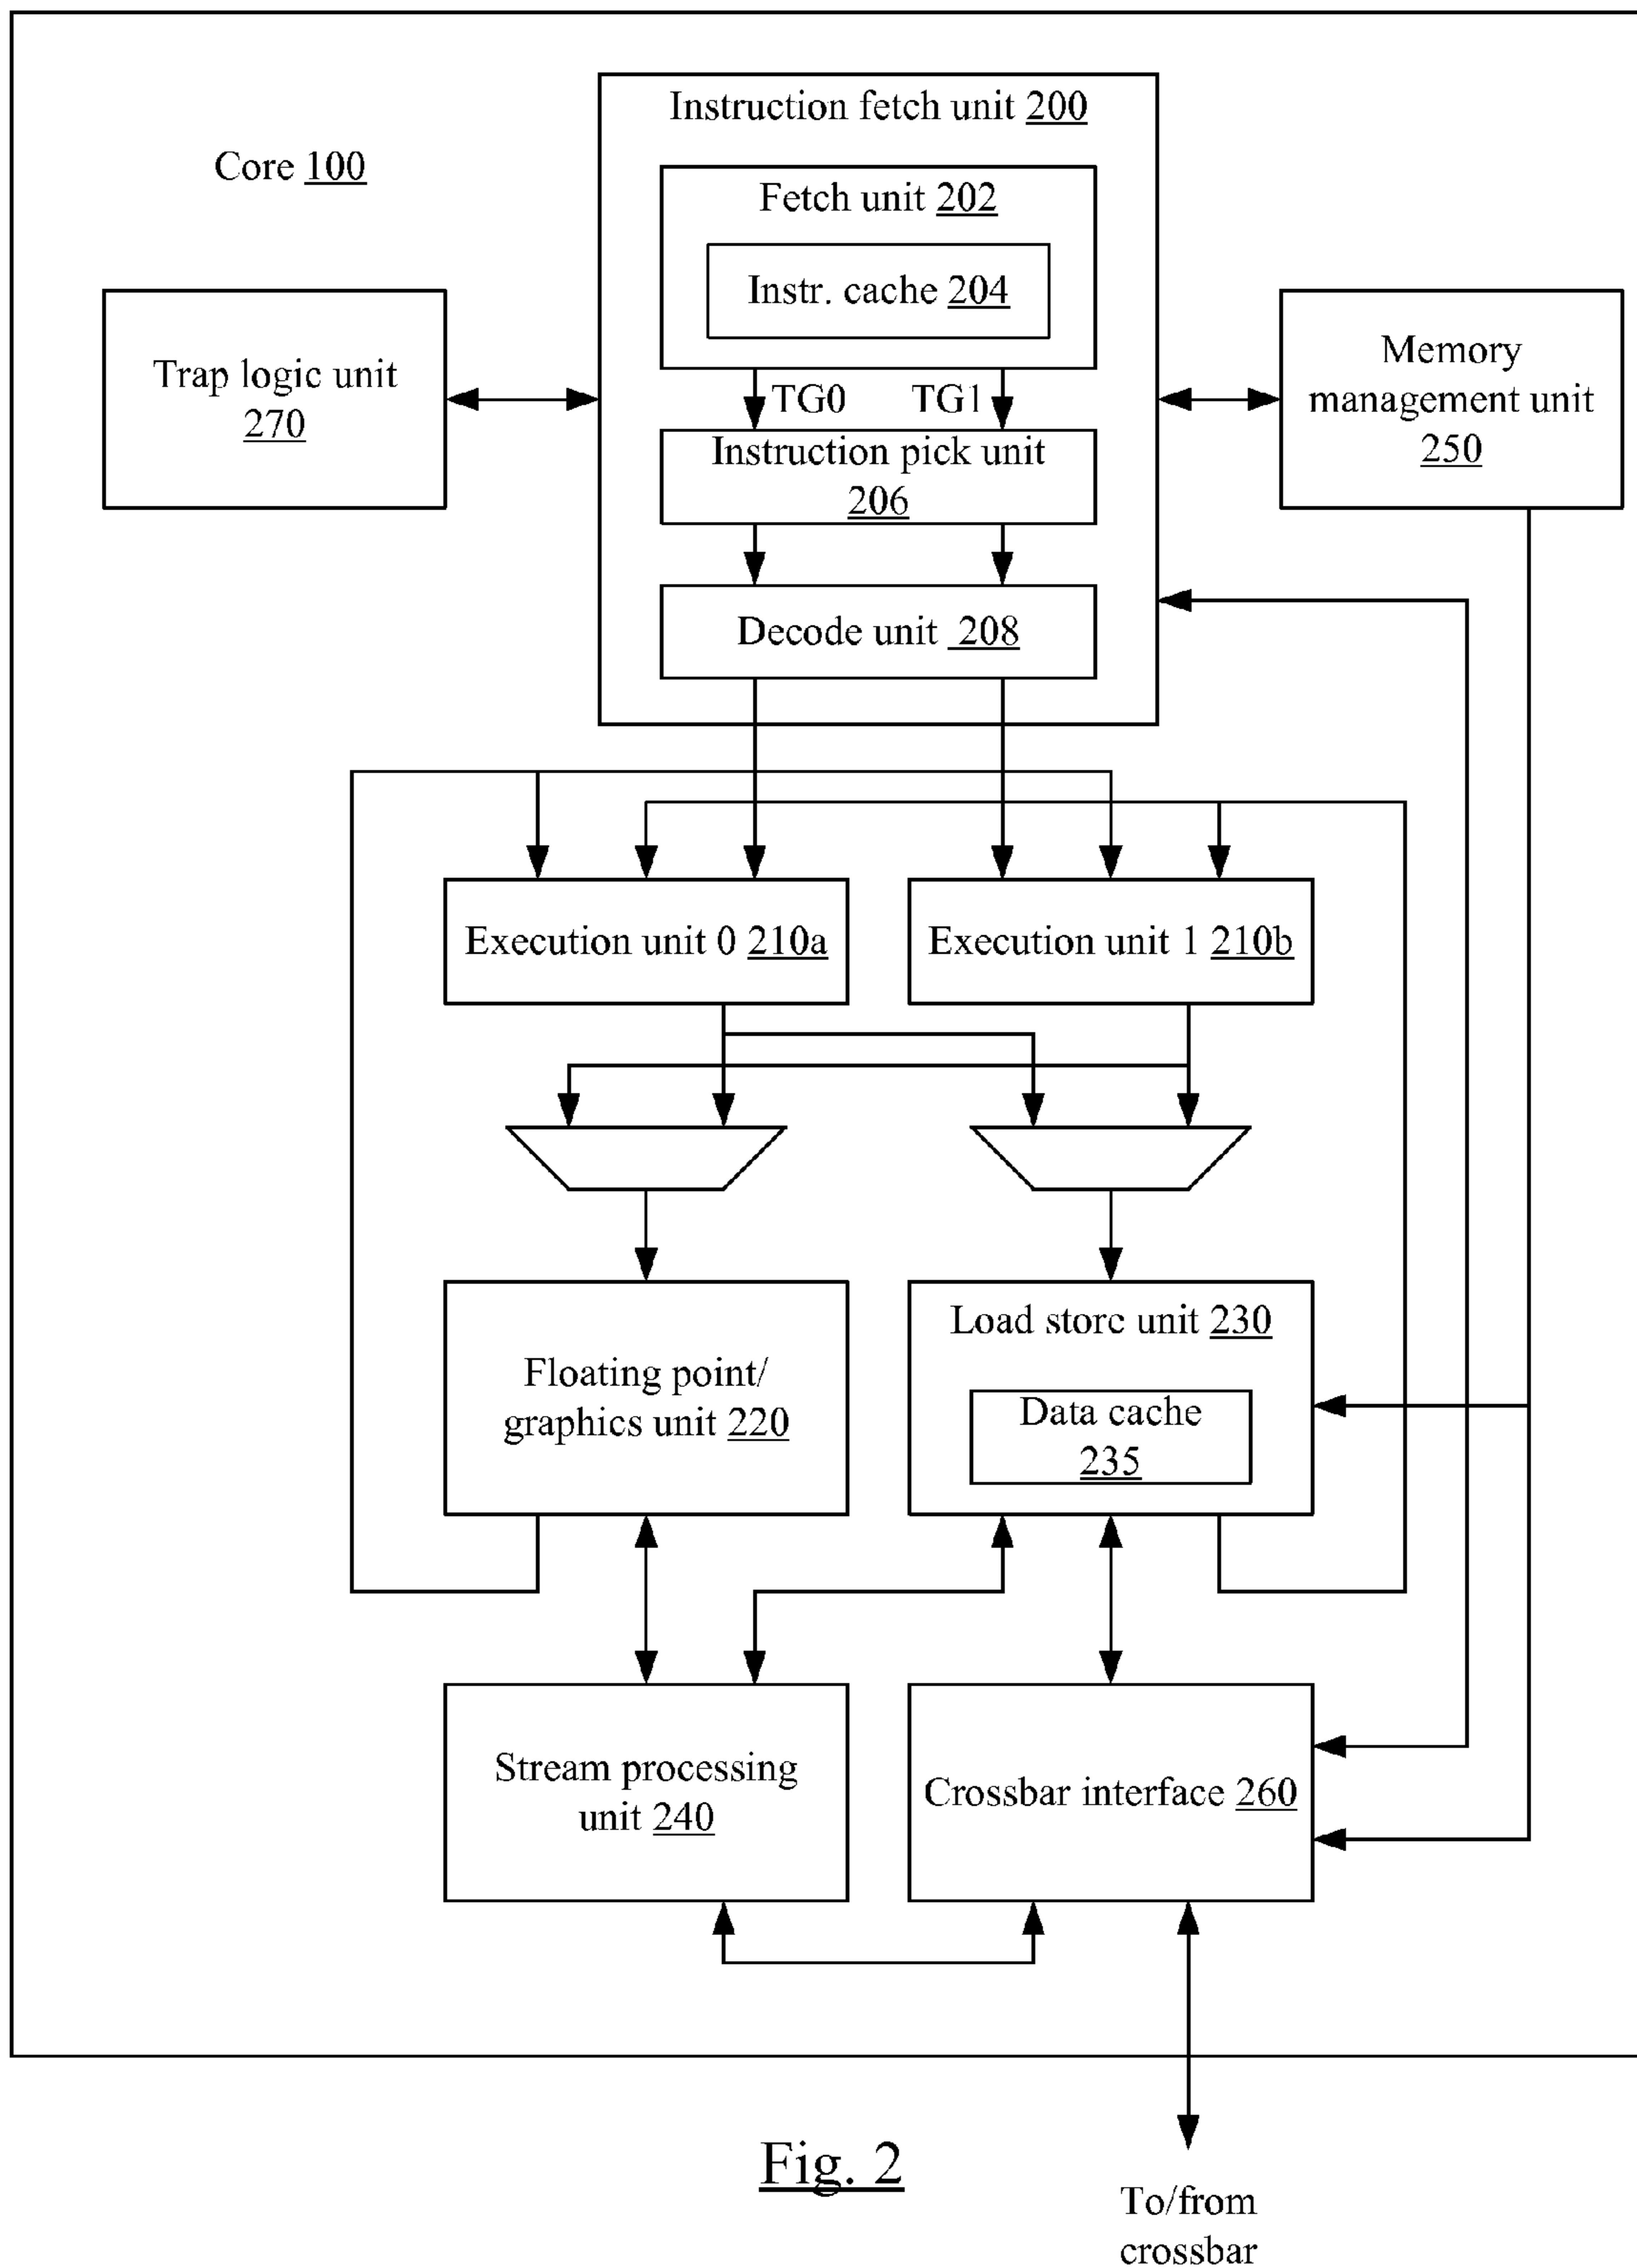 Instruction fetch unit 200
Core 100
Fetch unit 202
Instr. cache 204
Trap logic unit
270
Memory
management unit
250
TG0 TG1
Instruction pick unit
206
Decode unit 208
Execution unit 0 210a
Execution unit 1 210b
Load store unit 230
Floating point/
graphics unit 220
Data cache
235
Stream processing
unit 240
Crossbar interface 260
Fig. 2
To/from
crossbar